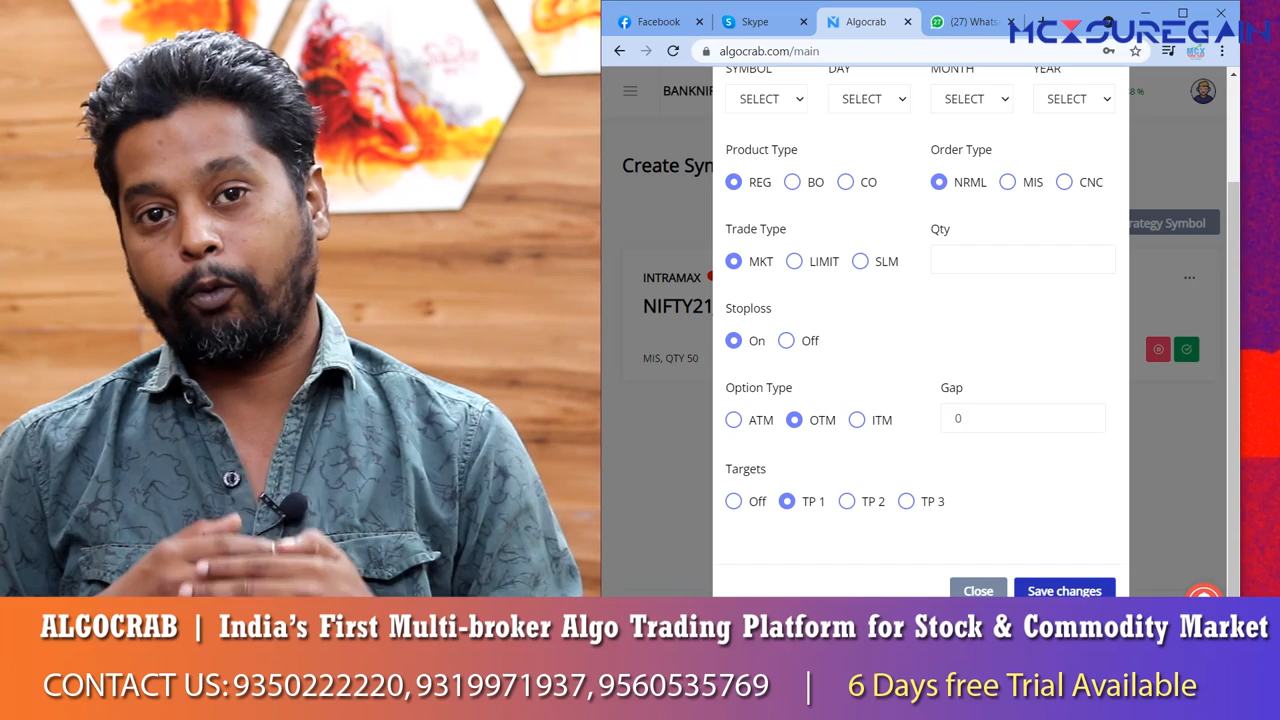 Facebook
Skype
Algocrab
(27) Whats
MCXSUREGAIN
algocrab.com/main
SYMBOL
DAY
MONTH
YEAR
BANKNIF
38 %
SELECT
SELECT
SELECT
SELECT
Create Sym
Product Type
Order Type
REG
BO
CO
NRML
MIS
CNC
Trade Type
Qty
trategy Symbol
MKT
LIMIT
SLM
INTRAMAX
NIFTY21
Stoploss
On
Off
MIS, QTY 50
Option Type
Gap
ATM
OTM
ITM
0
Targets
Off
TP 1
TP 2
TP 3
Close
Save changes
ALGOCRAB | India's First Multi-broker Algo Trading Platform for Stock & Commodity Market
CONTACT US: 9350222220, 9319971937, 9560535769 | 6 Days free Trial Available